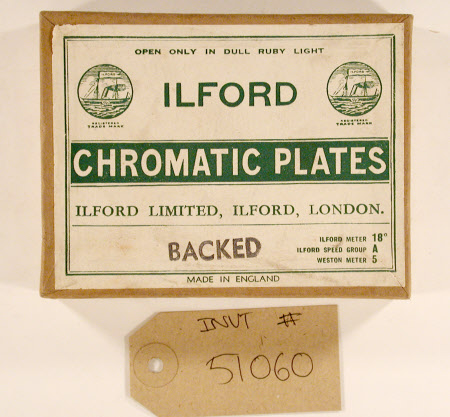 OPEN ONLY IN DULL RUBY LIGHT
ILFORD
REGISTERED
TRADE MARK
REGISTERED
TRADE MARK
CHROMATIC PLATES
ILFORD LIMITED, ILFORD, LONDON.
BACKED
ILFORD METER 18°
ILFORD SPEED GROUP A
WESTON METER 5
MADE IN ENGLAND
INVT #
51060